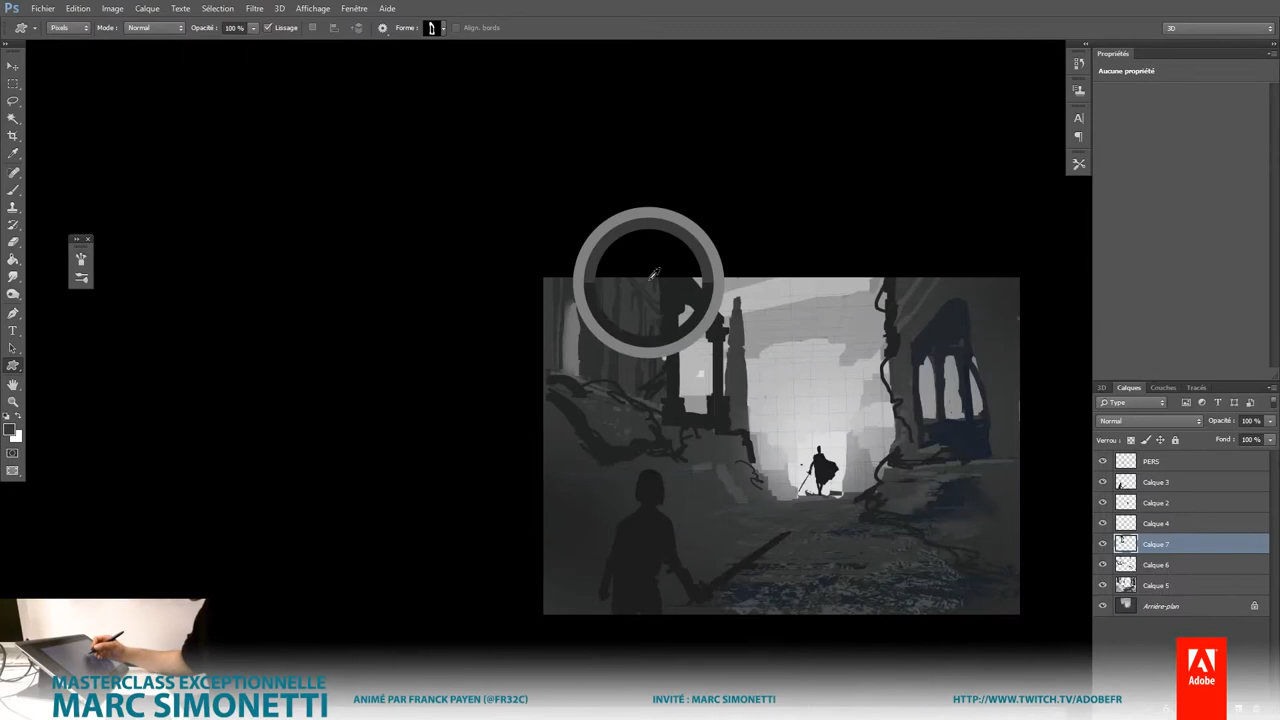 Ps Fichier Edition Image Calque Texte Sélection Filtre 3D Affichage Fenêtre Aide
Pixels Mode : Normal Opacité : 100 % Lissage Forme : Align. bords 3D
Propriétés
Aucune propriété
3D Calques Couches Tracés
Type
Normal Opacité : 100 %
Verrou : Fond : 100 %
PERS
Calque 3
Calque 2
Calque 4
Calque 7
Calque 6
Calque 5
Arrière-plan
MASTERCLASS EXCEPTIONNELLE
MARC SIMONETTI
ANIMÉ PAR FRANCK PAYEN (@FR32C)
INVITÉ : MARC SIMONETTI
HTTP://WWW.TWITCH.TV/ADOBEFR
Adobe